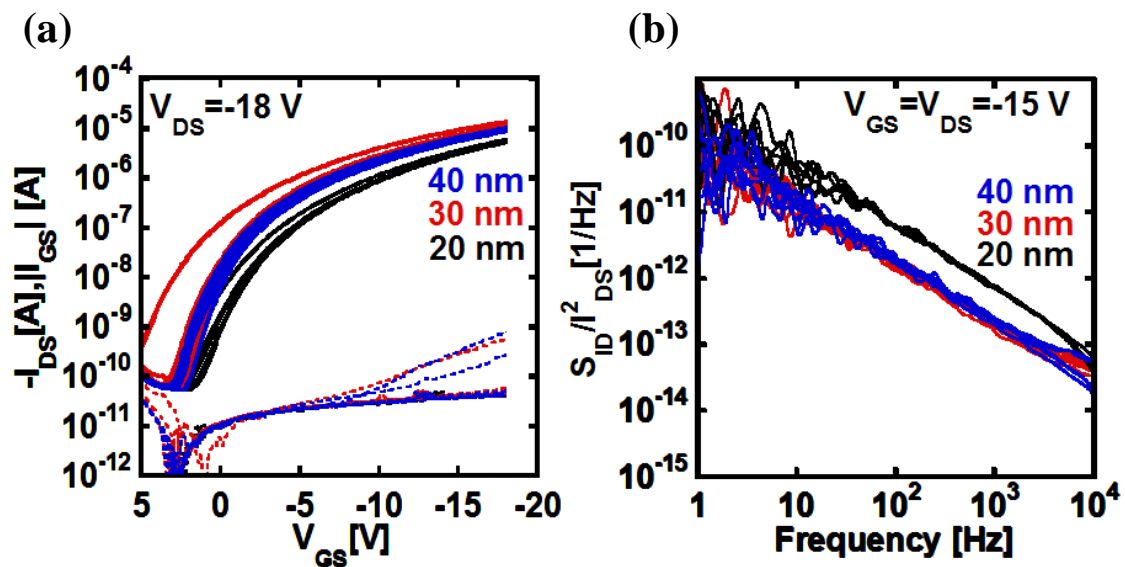 (a)
(b)
V_DS=-18 V
40 nm
30 nm
20 nm
-I_DS[A],|I_GS| [A]
10^-4
10^-5
10^-6
10^-7
10^-8
10^-9
10^-10
10^-11
10^-12
5
0
-5
-10
-15
-20
V_GS[V]
V_GS=V_DS=-15 V
40 nm
30 nm
20 nm
S_ID/I^2_DS[1/Hz]
10^-10
10^-11
10^-12
10^-13
10^-14
10^-15
1
10
10^2
10^3
10^4
Frequency [Hz]